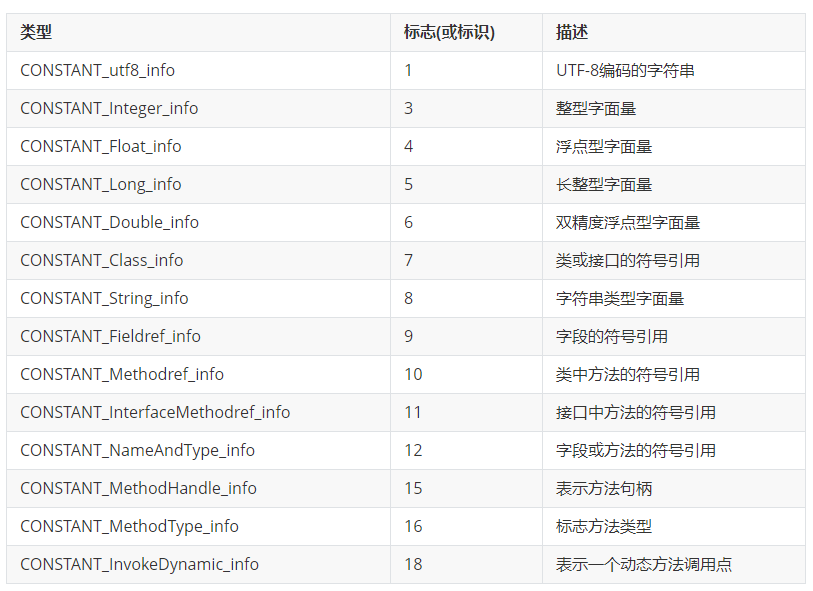 类型 标志(或标识) 描述
CONSTANT_utf8_info 1 UTF-8编码的字符串
CONSTANT_Integer_info 3 整型字面量
CONSTANT_Float_info 4 浮点型字面量
CONSTANT_Long_info 5 长整型字面量
CONSTANT_Double_info 6 双精度浮点型字面量
CONSTANT_Class_info 7 类或接口的符号引用
CONSTANT_String_info 8 字符串类型字面量
CONSTANT_Fieldref_info 9 字段的符号引用
CONSTANT_Methodref_info 10 类中方法的符号引用
CONSTANT_InterfaceMethodref_info 11 接口中方法的符号引用
CONSTANT_NameAndType_info 12 字段或方法的符号引用
CONSTANT_MethodHandle_info 15 表示方法句柄
CONSTANT_MethodType_info 16 标志方法类型
CONSTANT_InvokeDynamic_info 18 表示一个动态方法调用点